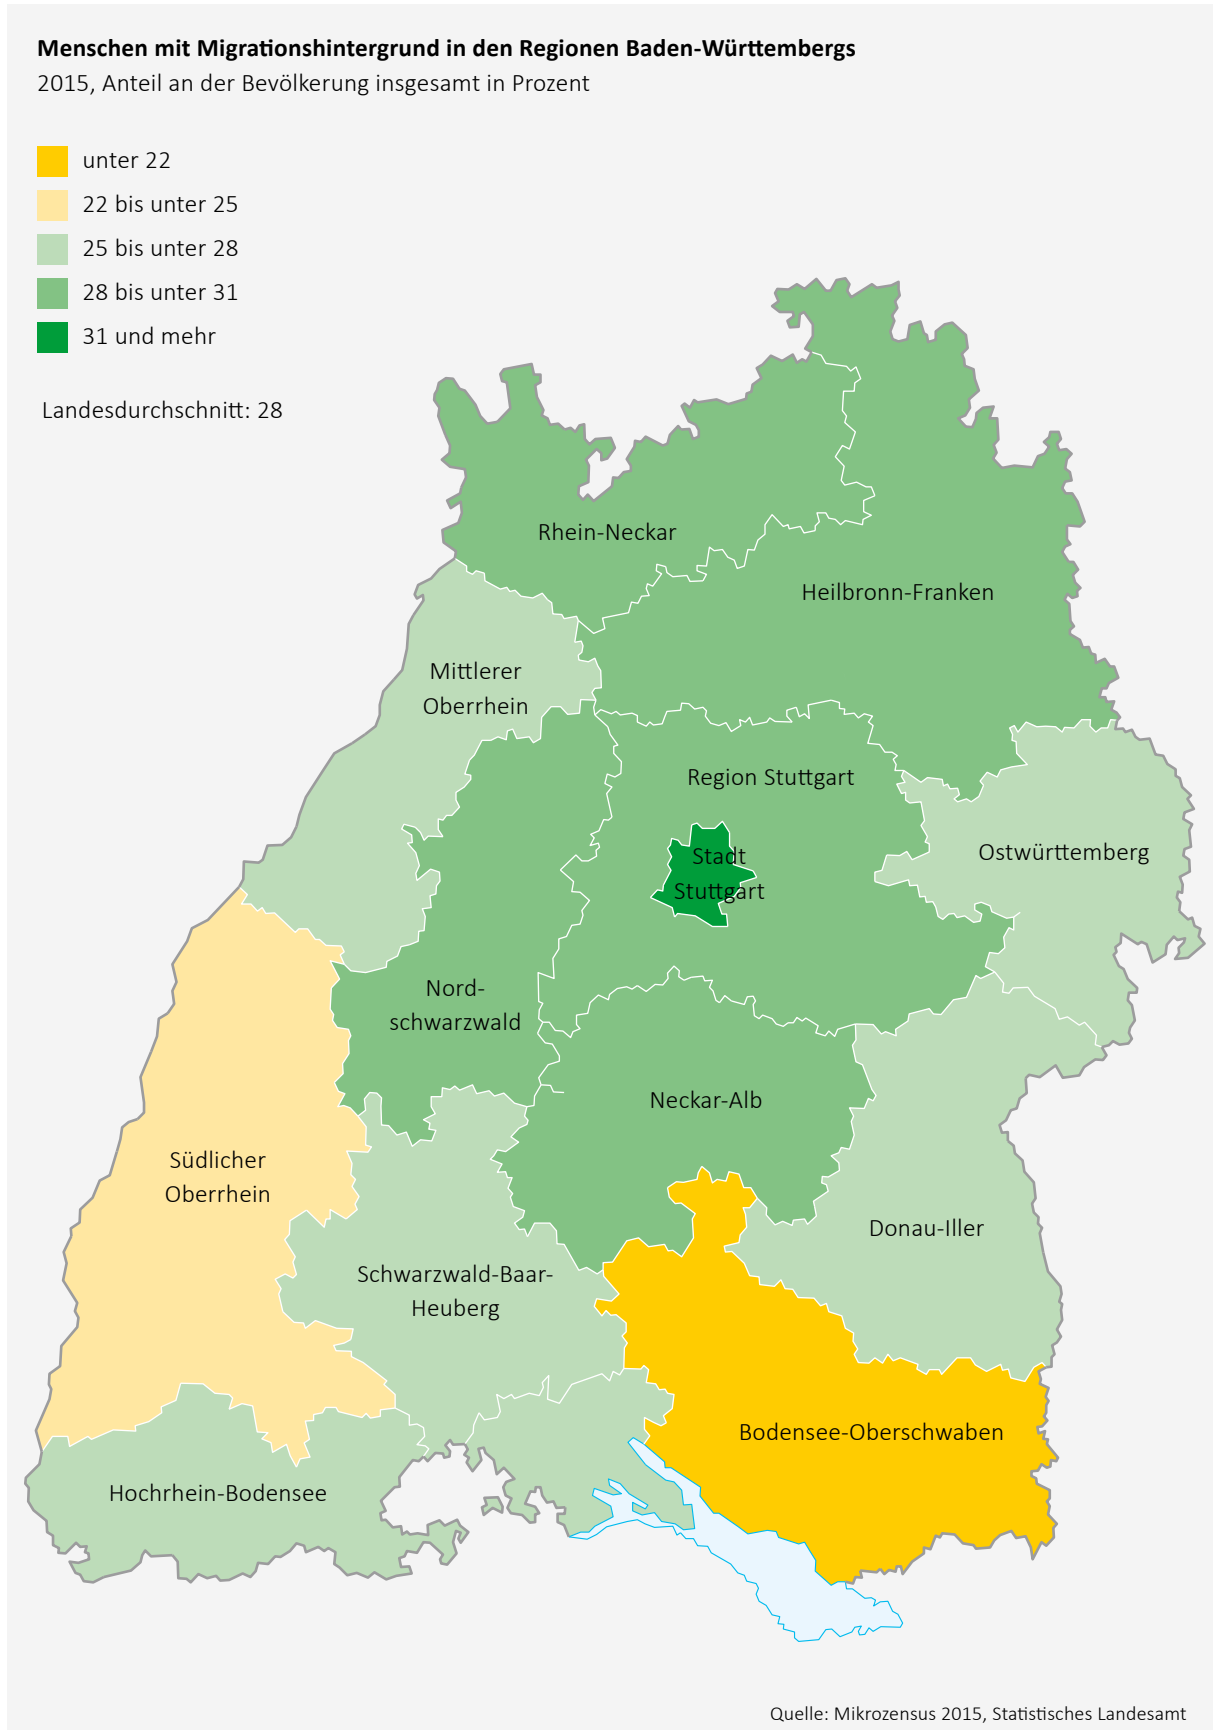 Menschen mit Migrationshintergrund in den Regionen Baden-Württembergs
2015, Anteil an der Bevölkerung insgesamt in Prozent
unter 22
22 bis unter 25
25 bis unter 28
28 bis unter 31
31 und mehr
Landesdurchschnitt: 28
Rhein-Neckar
Heilbronn-Franken
Mittlerer
Oberrhein
Region Stuttgart
Stadt
Stuttgart
Ostwürttemberg
Nord-
schwarzwald
Neckar-Alb
Südlicher
Oberrhein
Donau-Iller
Schwarzwald-Baar-
Heuberg
Bodensee-Oberschwaben
Hochrhein-Bodensee
Quelle: Mikrozensus 2015, Statistisches Landesamt